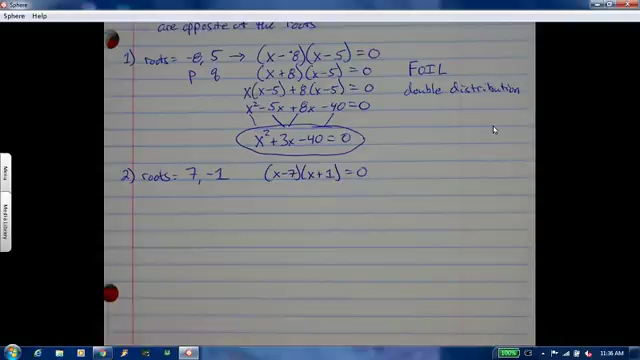 Sphere
Sphere Help
are opposite at the roots
1) roots = -8, 5 → (x - -8)(x-5) = 0
p q (x+8)(x-5) = 0 FOIL
x(x-5) + 8(x-5) = 0 double distribution
x² - 5x + 8x - 40 = 0
x² + 3x - 40 = 0
2) roots = 7, -1 (x-7)(x+1) = 0
Menu
Media Library
100%
11:36 AM